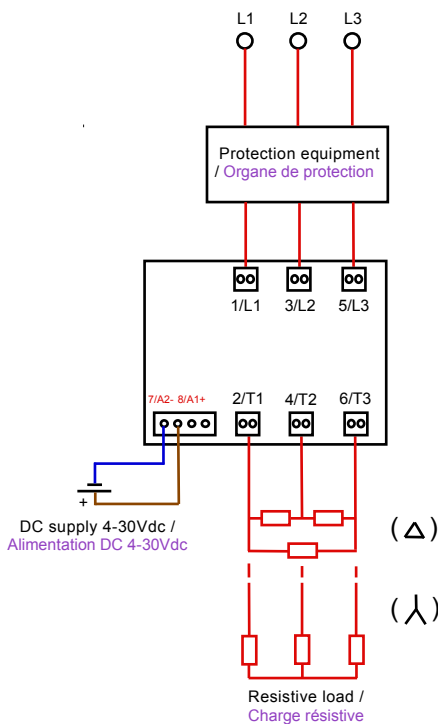 L1 L2 L3
Protection equipment
/ Organe de protection
1/L1 3/L2 5/L3
7/A2- 8/A1+ 2/T1 4/T2 6/T3
+
DC supply 4-30Vdc /
Alimentation DC 4-30Vdc
(Δ)
(⅄)
Resistive load /
Charge résistive